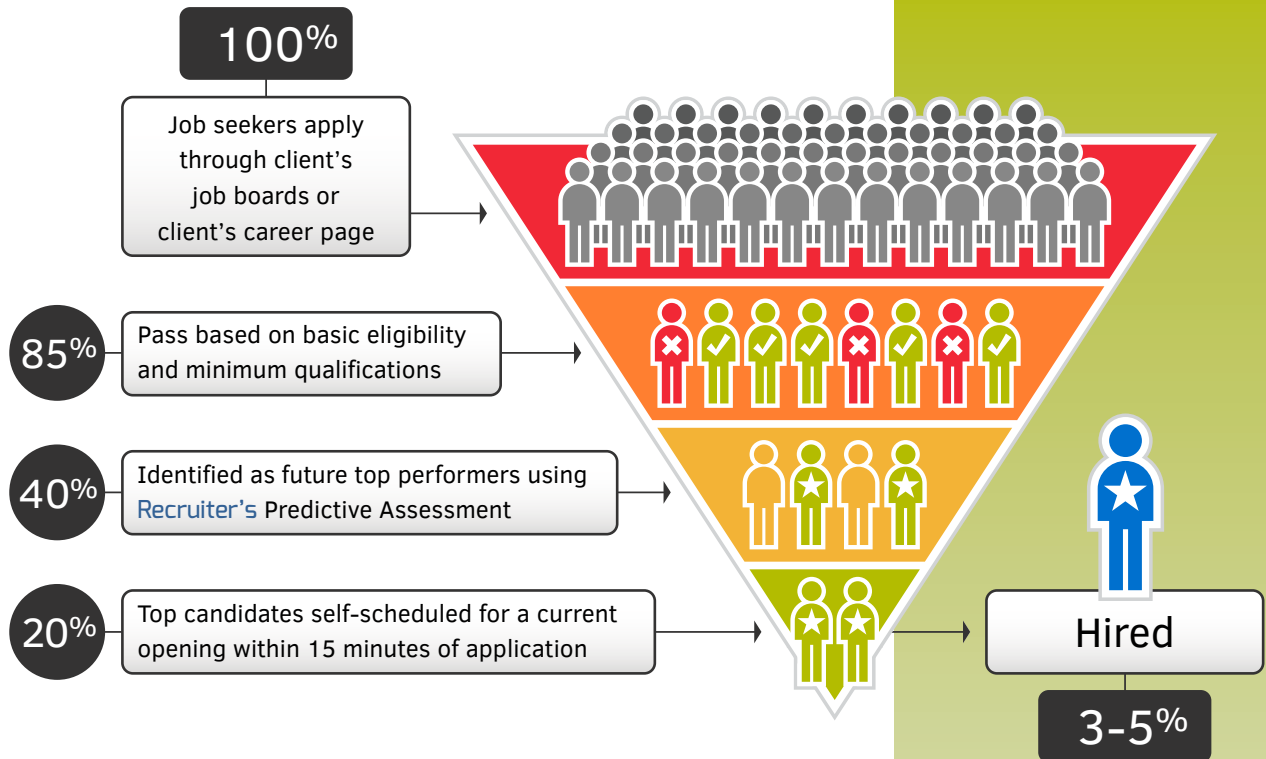 100%
Job seekers apply
through client's
job boards or
client's career page
85%
Pass based on basic eligibility
and minimum qualifications
40%
Identified as future top performers using
Recruiter's Predictive Assessment
20%
Top candidates self-scheduled for a current
opening within 15 minutes of application
Hired
3-5%